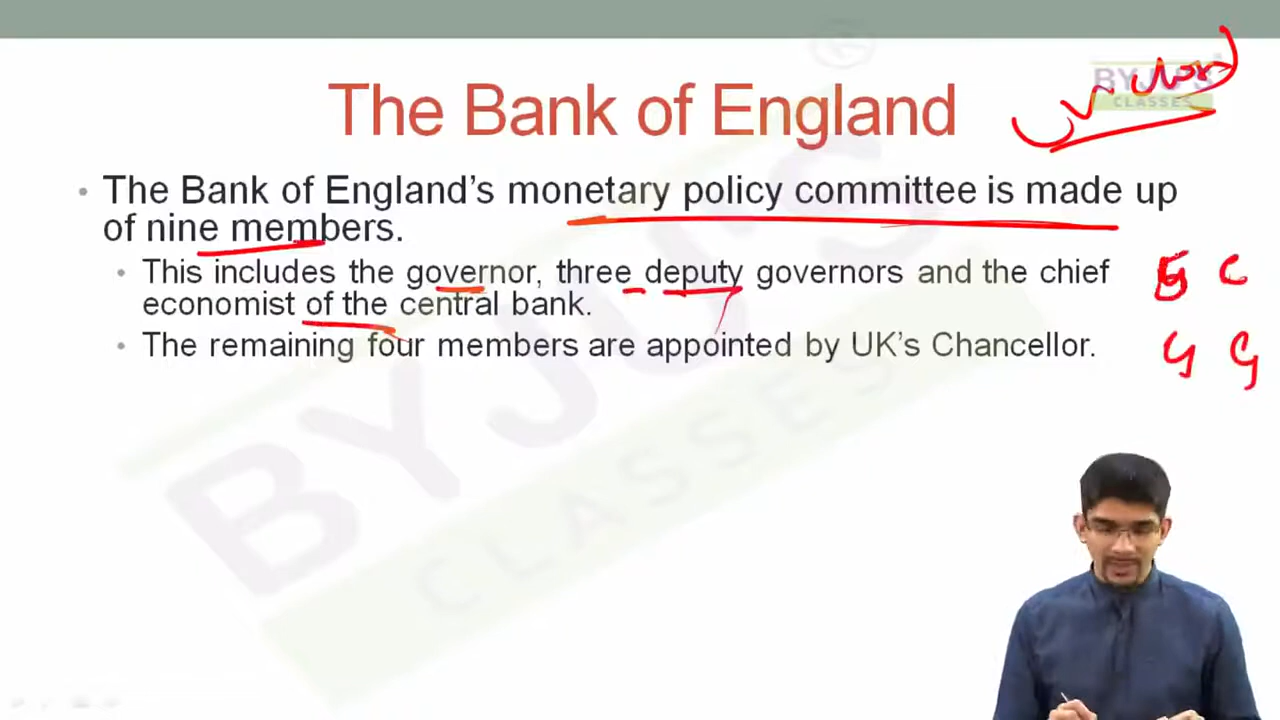 BYJU'S
CLASSES
The Bank of England
• The Bank of England's monetary policy committee is made up
of nine members.
• This includes the governor, three deputy governors and the chief
economist of the central bank.
• The remaining four members are appointed by UK's Chancellor.
G C
G G
BYJU'S
CLASSES